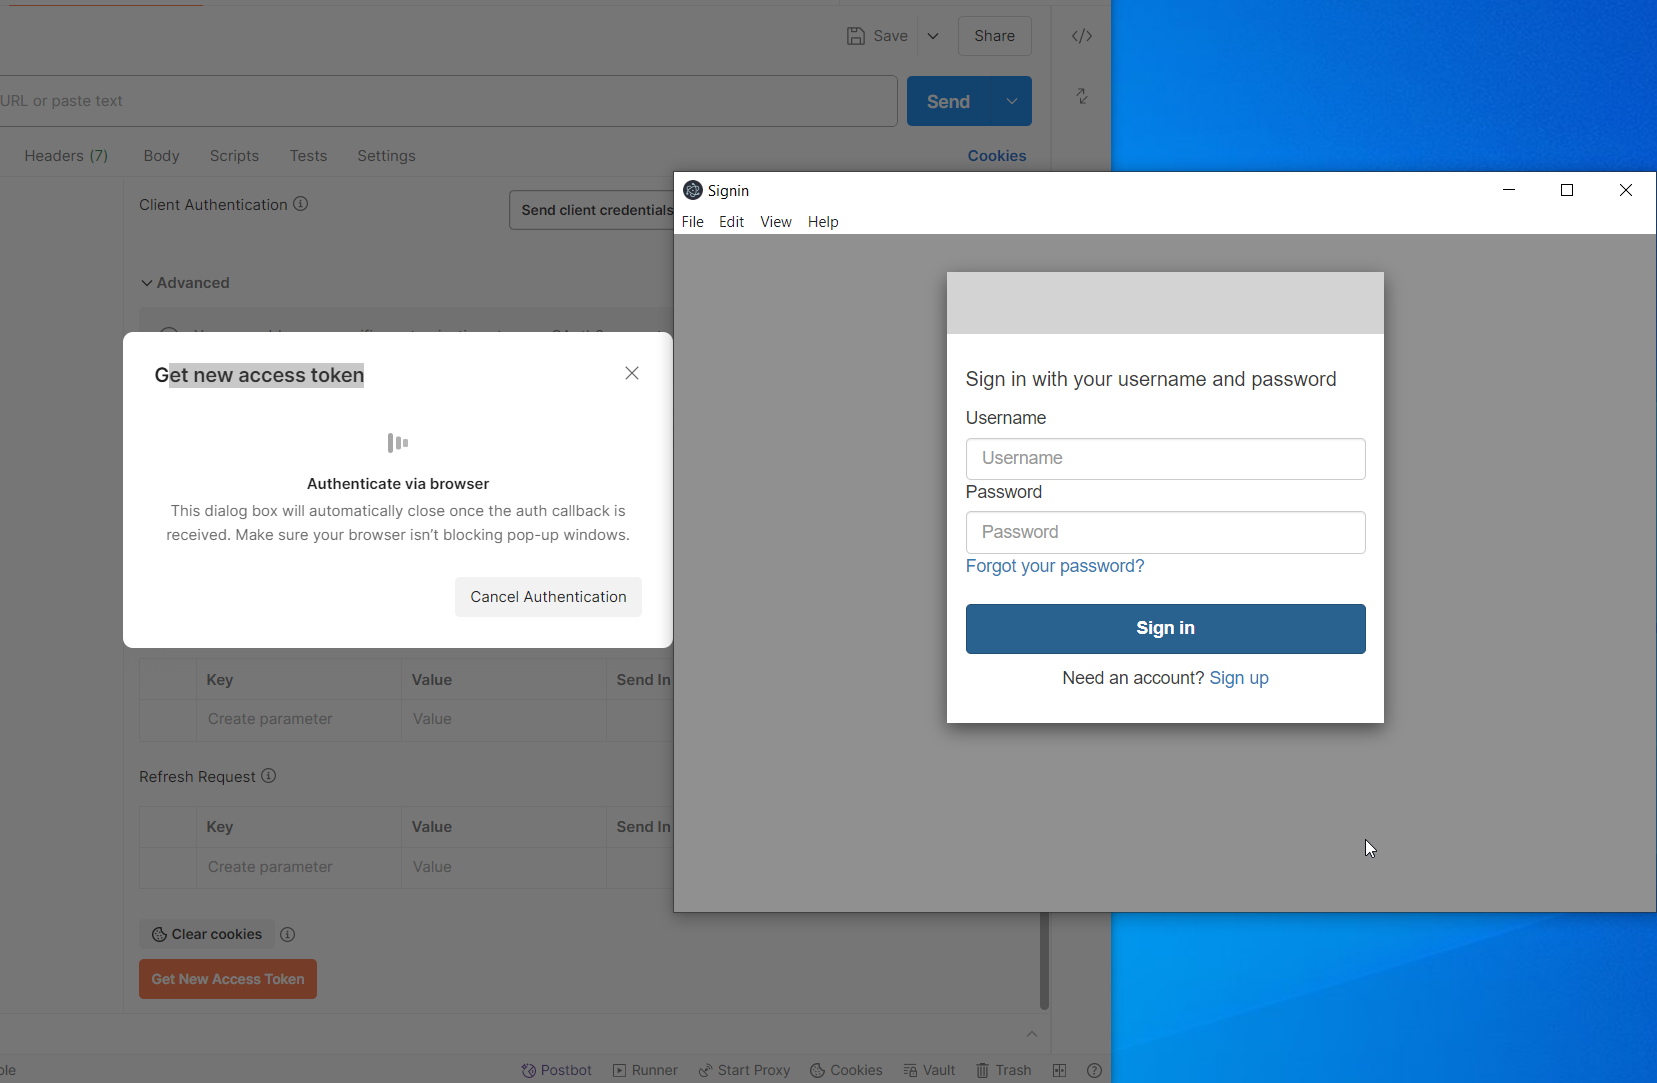 Save
Share
</>
URL or paste text
Send
Headers (7)
Body
Scripts
Tests
Settings
Cookies
Client Authentication
Send client credentials
Advanced
Get new access token
Authenticate via browser
This dialog box will automatically close once the auth callback is
received. Make sure your browser isn’t blocking pop-up windows.
Cancel Authentication
Key
Value
Send In
Create parameter
Value
Refresh Request
Key
Value
Send In
Create parameter
Value
Clear cookies
Get New Access Token
Signin
File
Edit
View
Help
Sign in with your username and password
Username
Username
Password
Password
Forgot your password?
Sign in
Need an account? Sign up
Postbot
Runner
Start Proxy
Cookies
Vault
Trash